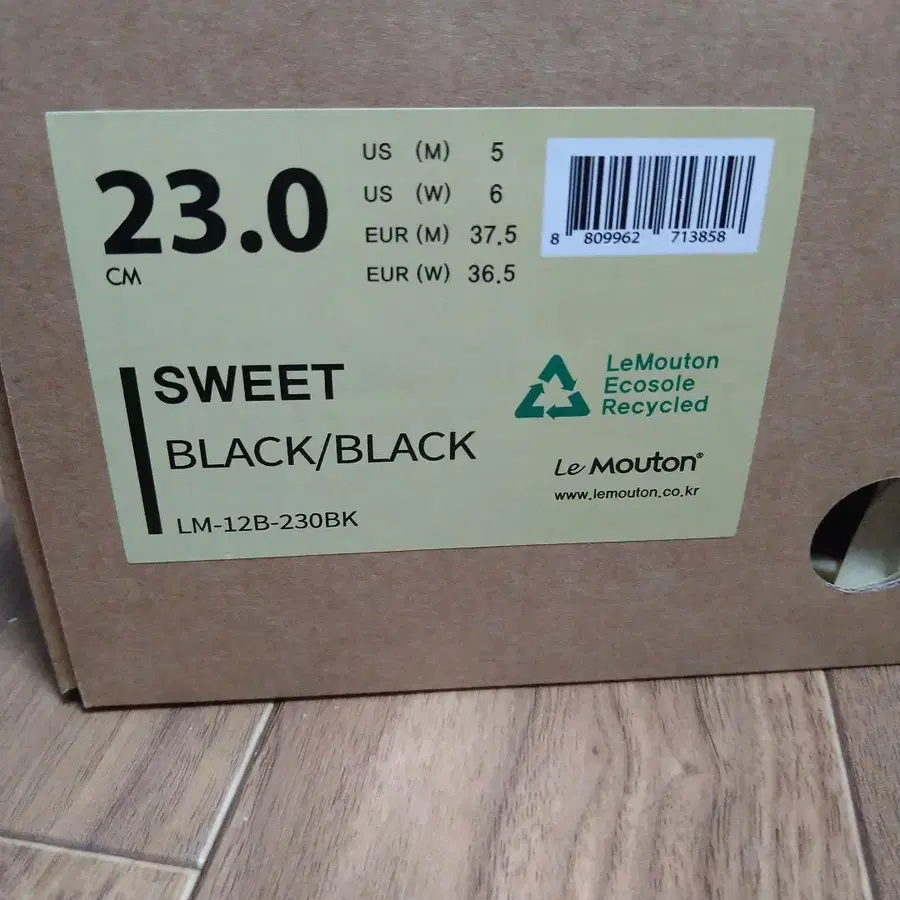 23.0
CM
US (M) 5
US (W) 6
EUR (M) 37.5
EUR (W) 36.5
8 809962 713858
SWEET
BLACK/BLACK
LM-12B-230BK
LeMouton
Ecosole
Recycled
Le Mouton®
www.lemouton.co.kr